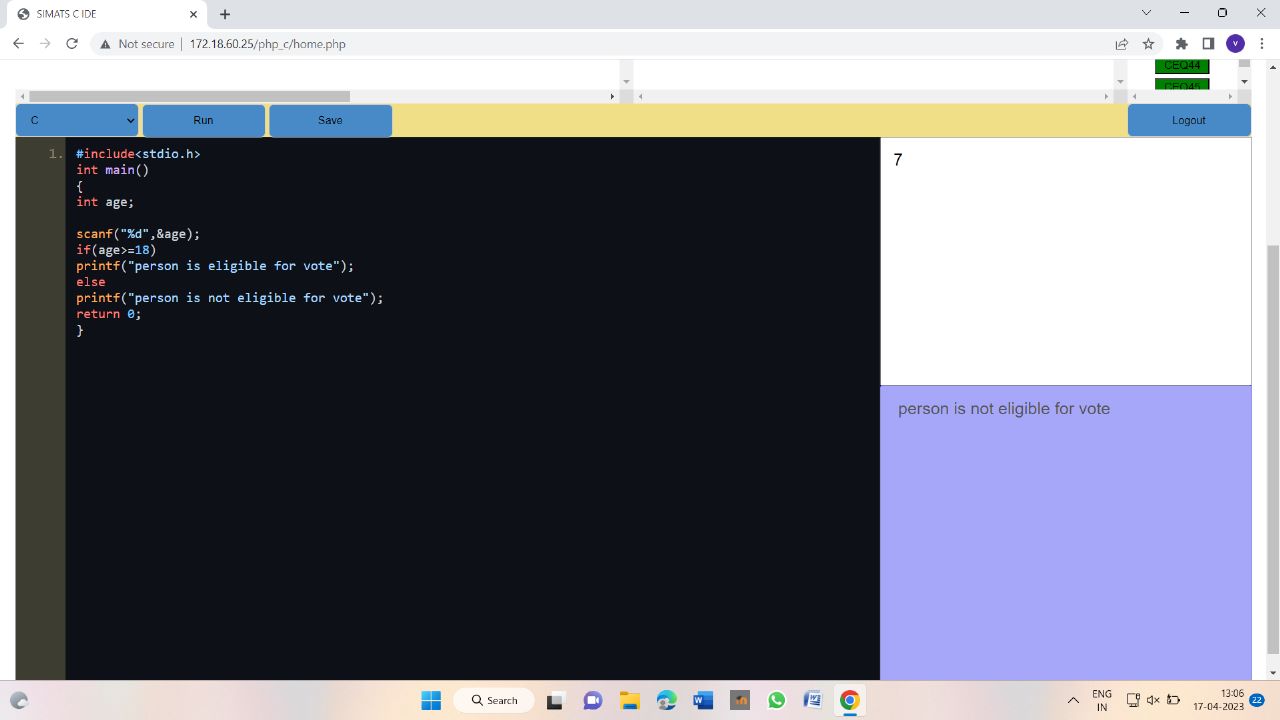 SIMATS C IDE
Not secure | 172.18.60.25/php_c/home.php
CEQ44
CEQ45
C
Run
Save
Logout
1.
#include<stdio.h>
int main()
{
int age;
scanf("%d",&age);
if(age>=18)
printf("person is eligible for vote");
else
printf("person is not eligible for vote");
return 0;
}
7
person is not eligible for vote
Search
ENG
IN
13:06
17-04-2023
22